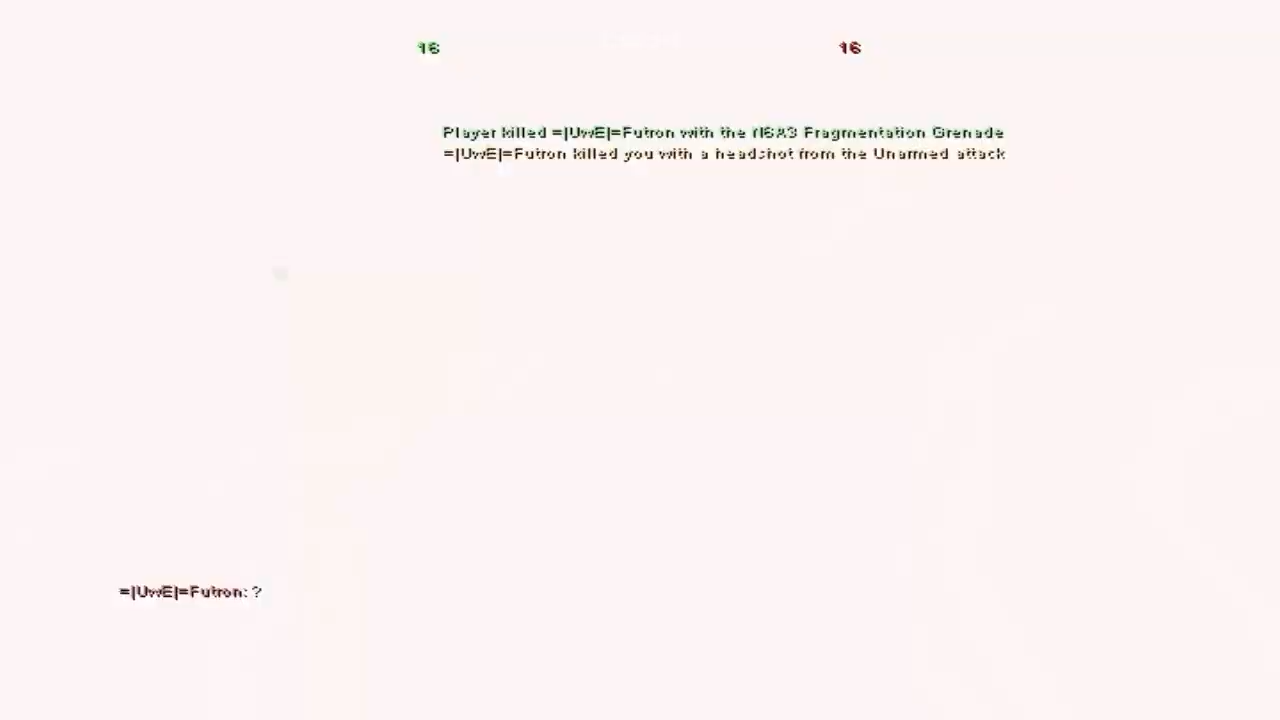 16 16
Player killed =|UwE|=Futron with the M6A3 Fragmentation Grenade
=|UwE|=Futron killed you with a headshot from the Unarmed attack
=|UwE|=Futron: ?